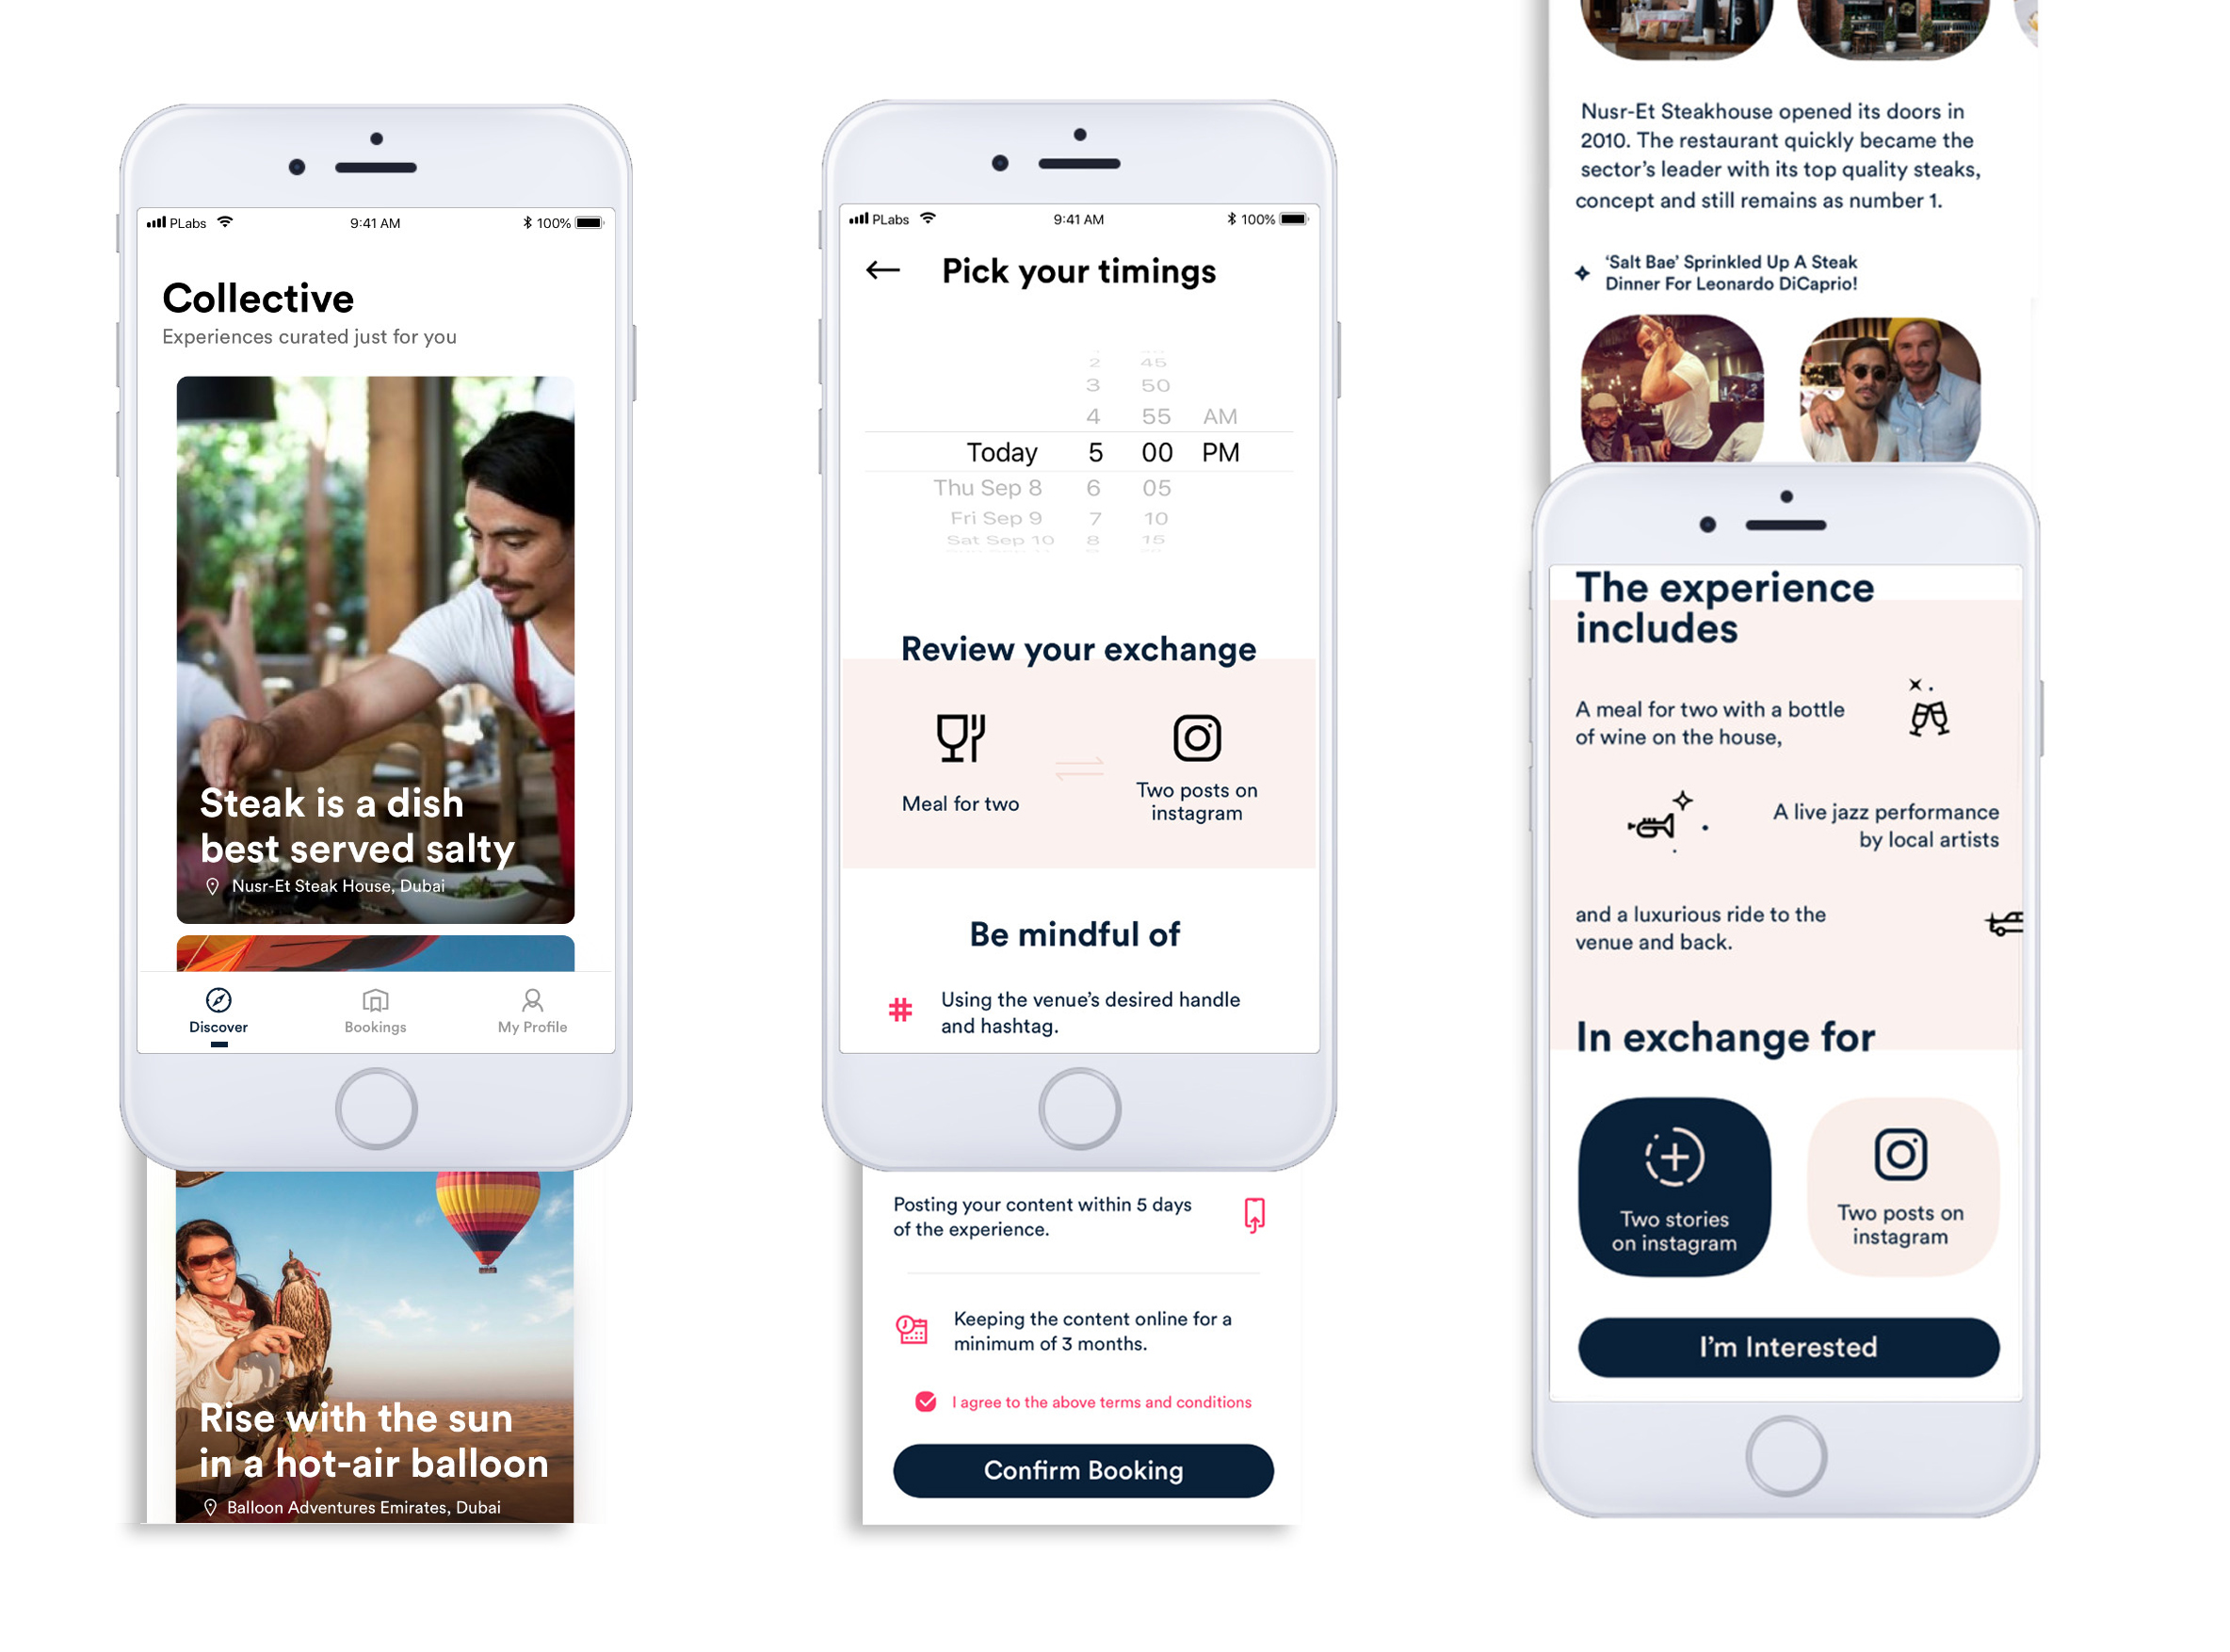 PLabs
9:41 AM
100%
Collective
Experiences curated just for you
Steak is a dish
best served salty
Nusr-Et Steak House, Dubai
Discover
Bookings
My Profile
Rise with the sun
in a hot-air balloon
Balloon Adventures Emirates, Dubai
PLabs
9:41 AM
100%
Pick your timings
2 45
3 50
4 55 AM
Today 5 00 PM
Thu Sep 8 6 05
Fri Sep 9 7 10
Sat Sep 10 8 15
Review your exchange
Meal for two
Two posts on
instagram
Be mindful of
Using the venue’s desired handle
and hashtag.
Posting your content within 5 days
of the experience.
Keeping the content online for a
minimum of 3 months.
I agree to the above terms and conditions
Confirm Booking
Nusr-Et Steakhouse opened its doors in
2010. The restaurant quickly became the
sector’s leader with its top quality steaks,
concept and still remains as number 1.
‘Salt Bae’ Sprinkled Up A Steak
Dinner For Leonardo DiCaprio!
The experience
includes
A meal for two with a bottle
of wine on the house,
A live jazz performance
by local artists
and a luxurious ride to the
venue and back.
In exchange for
Two stories
on instagram
Two posts on
instagram
I’m Interested